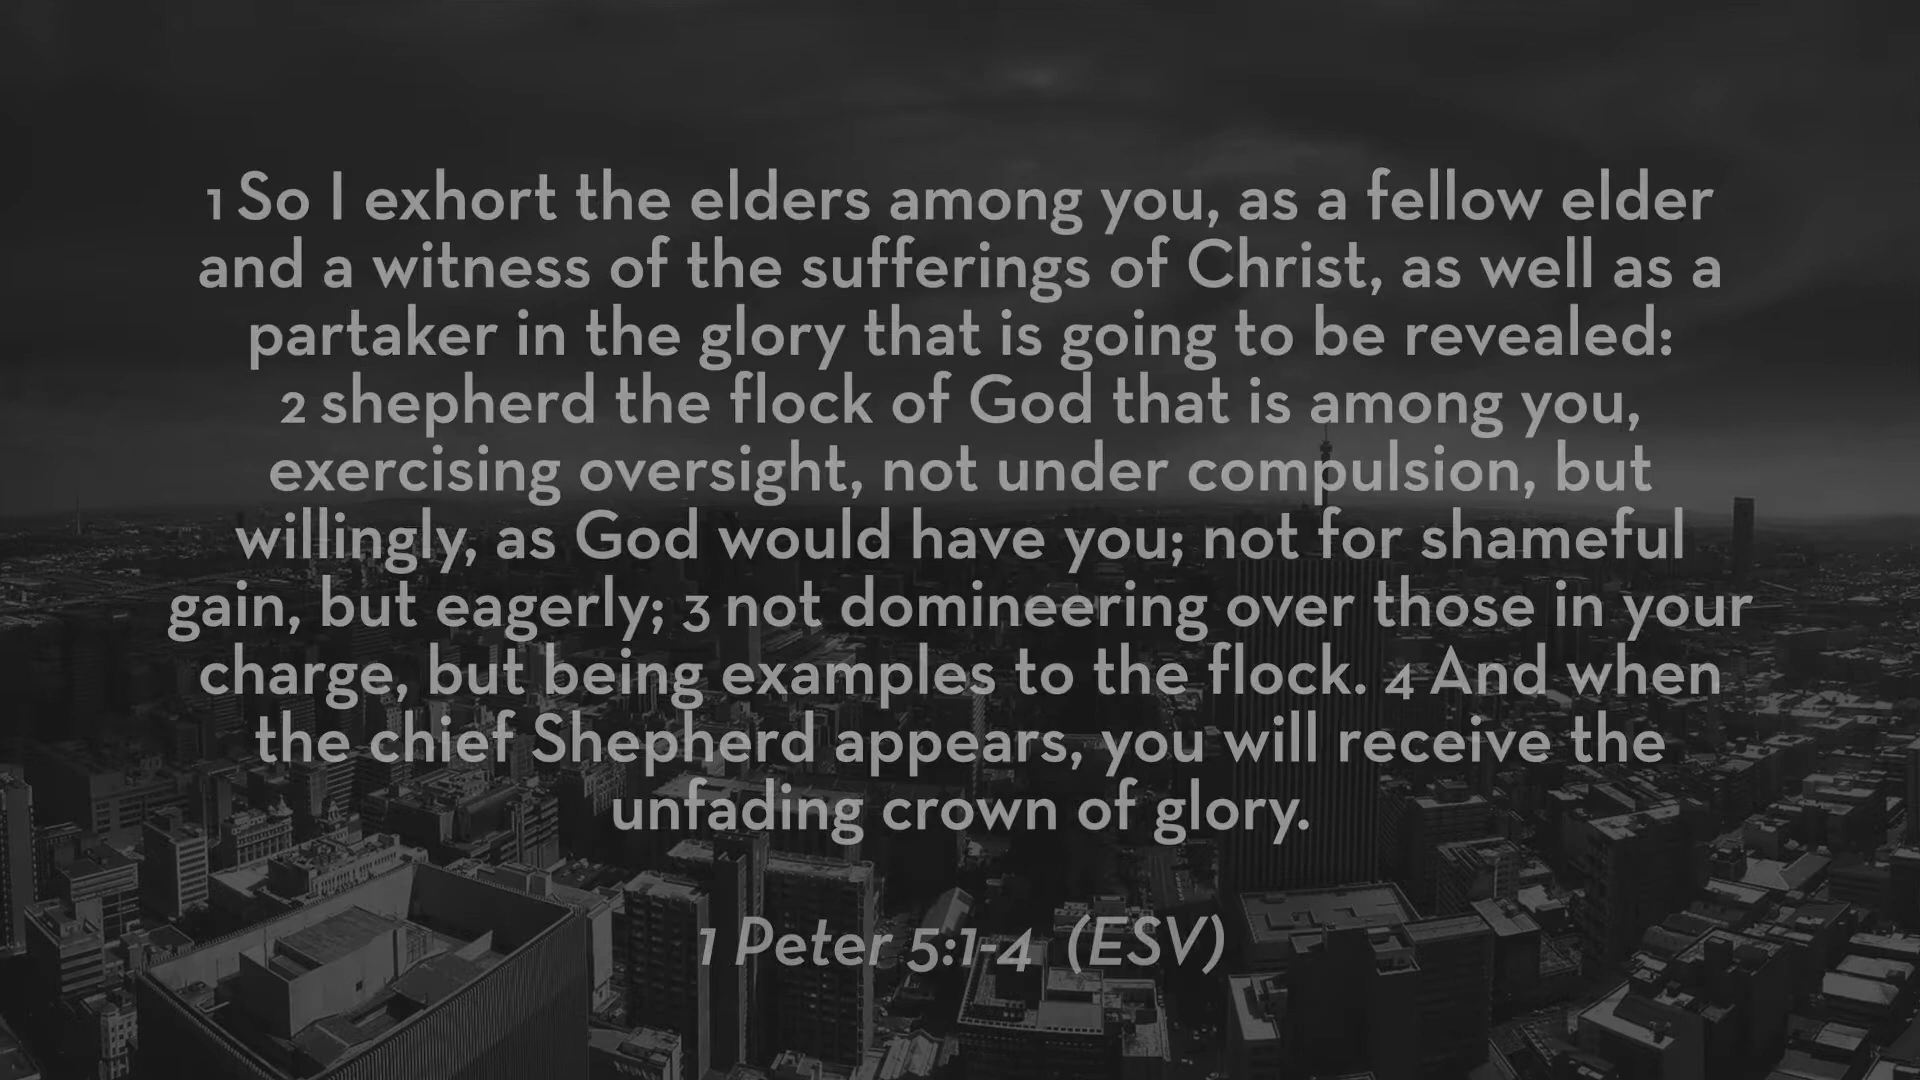 1 So I exhort the elders among you, as a fellow elder
and a witness of the sufferings of Christ, as well as a
partaker in the glory that is going to be revealed:
2 shepherd the flock of God that is among you,
exercising oversight, not under compulsion, but
willingly, as God would have you; not for shameful
gain, but eagerly; 3 not domineering over those in your
charge, but being examples to the flock. 4 And when
the chief Shepherd appears, you will receive the
unfading crown of glory.
1 Peter 5:1-4 (ESV)